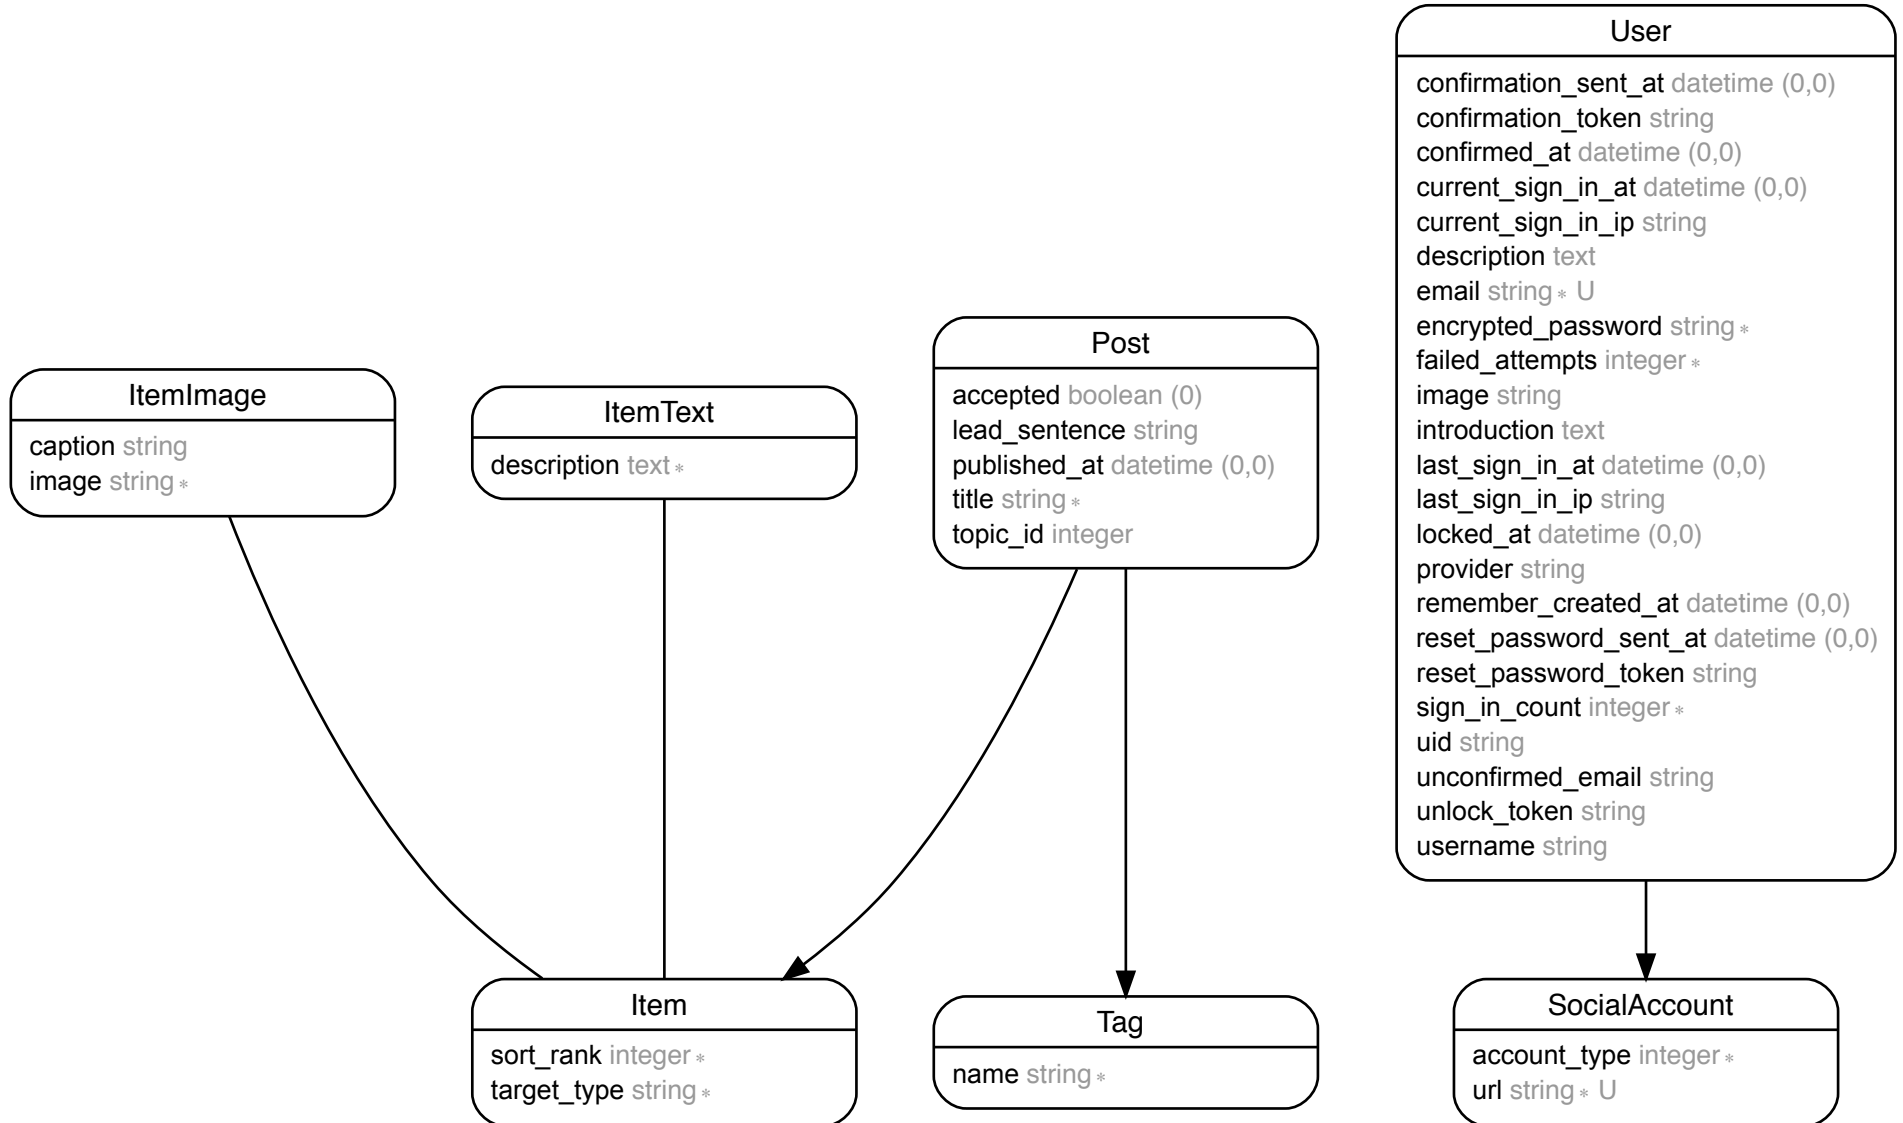 User
confirmation_sent_at datetime (0,0)
confirmation_token string
confirmed_at datetime (0,0)
current_sign_in_at datetime (0,0)
current_sign_in_ip string
description text
email string * U
encrypted_password string *
failed_attempts integer *
image string
introduction text
last_sign_in_at datetime (0,0)
last_sign_in_ip string
locked_at datetime (0,0)
provider string
remember_created_at datetime (0,0)
reset_password_sent_at datetime (0,0)
reset_password_token string
sign_in_count integer *
uid string
unconfirmed_email string
unlock_token string
username string
ItemImage
caption string
image string *
ItemText
description text *
Post
accepted boolean (0)
lead_sentence string
published_at datetime (0,0)
title string *
topic_id integer
Item
sort_rank integer *
target_type string *
Tag
name string *
SocialAccount
account_type integer *
url string * U